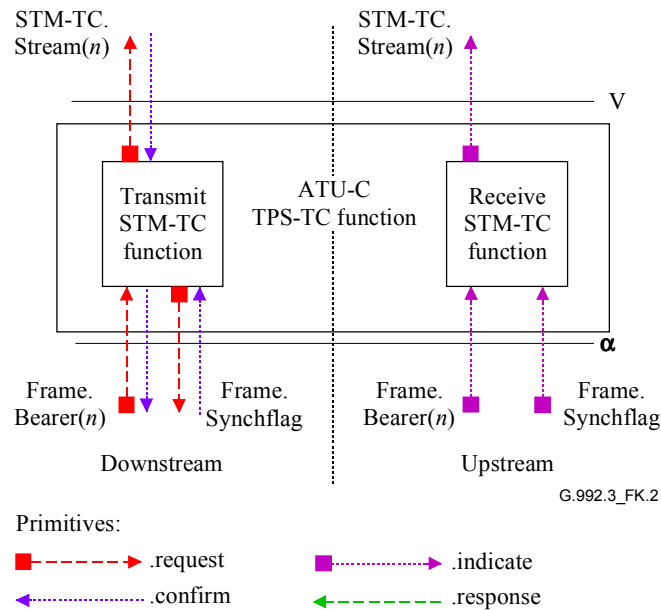 STM-TC.
Stream(n)
STM-TC.
Stream(n)
V
Transmit
STM-TC
function
ATU-C
TPS-TC function
Receive
STM-TC
function
α
Frame.
Bearer(n)
Frame.
Synchflag
Frame.
Bearer(n)
Frame.
Synchflag
Downstream
Upstream
G.992.3_FK.2
Primitives:
.request
.indicate
.confirm
.response